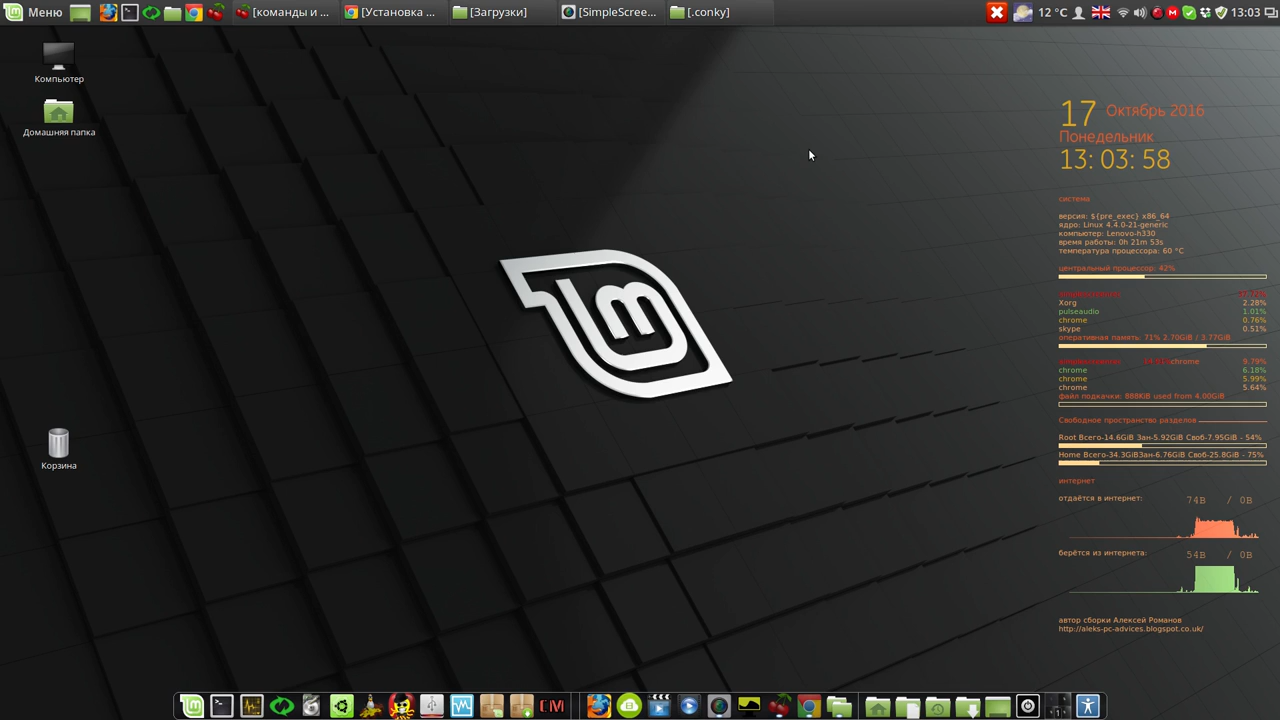 Меню
[команды и ...
[Установка ...
[Загрузки]
[SimpleScree...
[.conky]
12 °C
13:03
Компьютер
Домашняя папка
Корзина
17 Октябрь 2016
Понедельник
13: 03: 58
система
версия: ${pre_exec} x86_64
ядро: Linux 4.4.0-21-generic
компьютер: Lenovo-h330
время работы: 0h 21m 53s
температура процессора: 60 °C
центральный процессор: 42%
Xorg 2.28%
pulseaudio 1.01%
chrome 0.76%
skype 0.51%
оперативная память: 71% 2.70GiB / 3.77GiB
chrome 9.79%
chrome 6.18%
chrome 5.99%
chrome 5.64%
файл подкачки: 888KiB used from 4.00GiB
Свободное пространство разделов
Root Всего-14.6GiB Зан-5.92GiB Своб-7.95GiB - 54%
Home Всего-34.3GiBЗан-6.76GiB Своб-25.8GiB - 75%
интернет
отдаётся в интернет: 74B / 0B
берётся из интернета: 54B / 0B
автор сборки Алексей Романов
http://aleks-pc-advices.blogspot.co.uk/